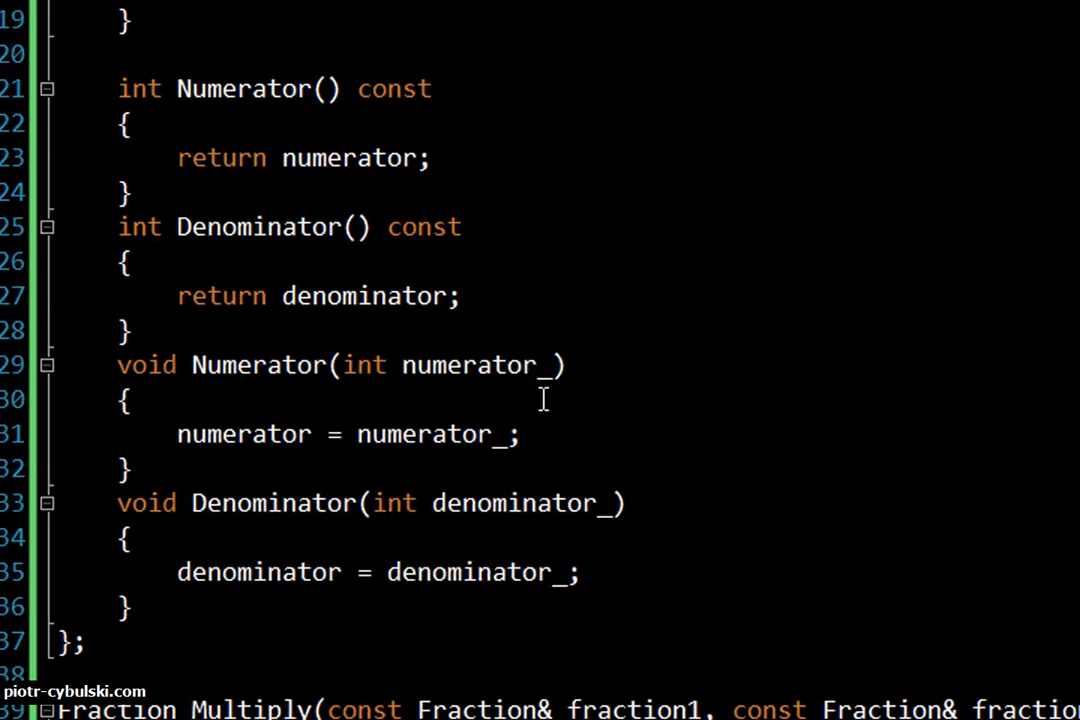 19 }
20
21 int Numerator() const
22 {
23 return numerator;
24 }
25 int Denominator() const
26 {
27 return denominator;
28 }
29 void Numerator(int numerator_)
30 {
31 numerator = numerator_;
32 }
33 void Denominator(int denominator_)
34 {
35 denominator = denominator_;
36 }
37 };
38
piotr-cybulski.com
39 Fraction Multiply(const Fraction& fraction1, const Fraction& fractio